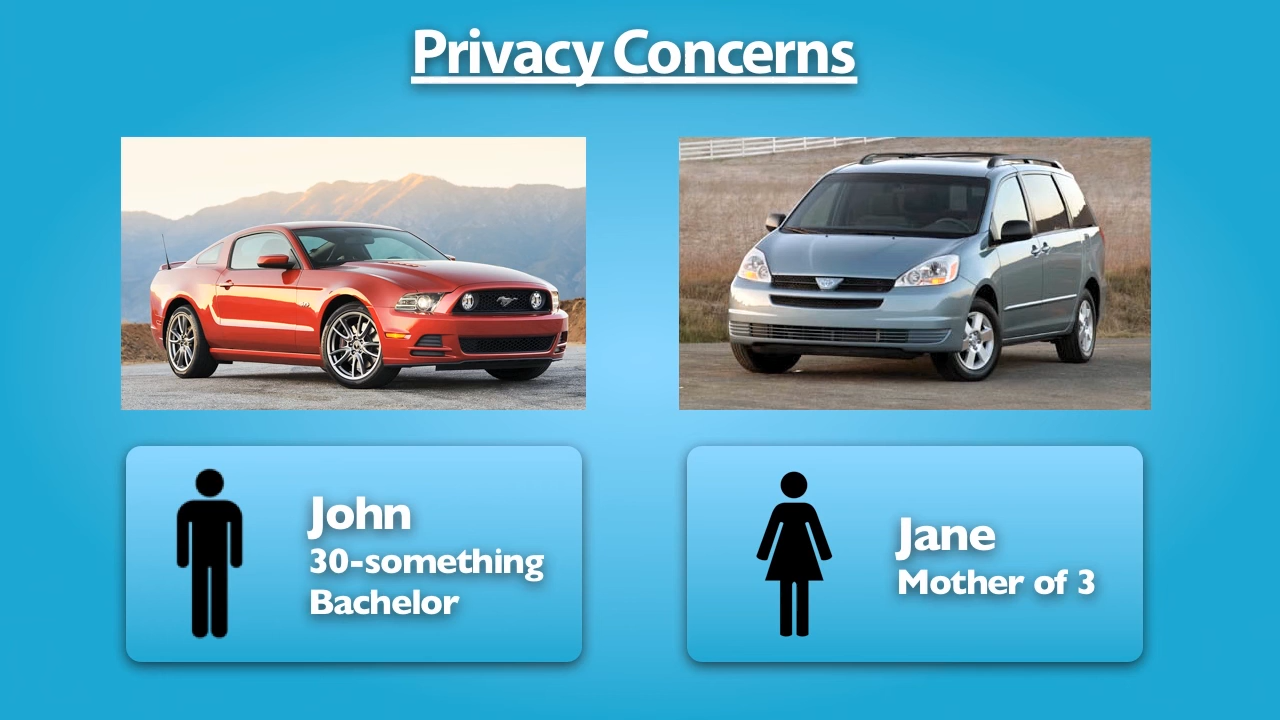 Privacy Concerns
John
30-something
Bachelor
Jane
Mother of 3